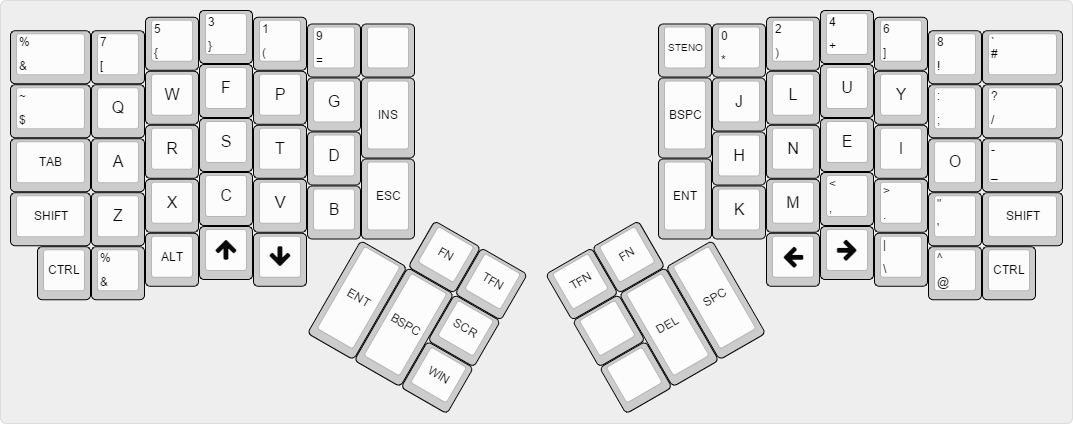 % 7 5 3 1 9
& [ { } ( =
STENO 0 2 4 6 8 `
* ) + ] ! #
~ Q W F P G INS
$
BSPC J L U Y : ?
; /
TAB A R S T D
H N E I O -
_
SHIFT Z X C V B ESC
ENT K M < > " SHIFT
, . '
CTRL % ALT ↑ ↓
&
← → | ^ CTRL
\ @
FN TFN
ENT BSPC SCR
WIN
TFN FN
DEL SPC